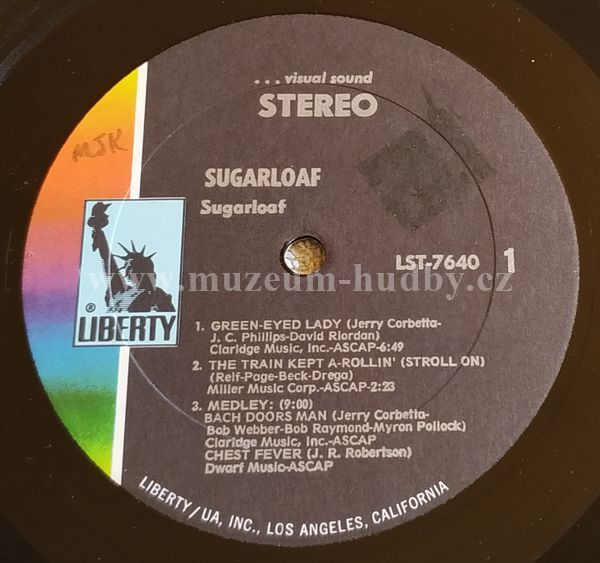 . . . visual sound
STEREO
MJK
SUGARLOAF
Sugarloaf
LST-7640 1
www.muzeum-hudby.cz
® LIBERTY
1. GREEN-EYED LADY (Jerry Corbetta-
J. C. Phillips-David Riordan)
Claridge Music, Inc.-ASCAP-6:49
2. THE TRAIN KEPT A-ROLLIN' (STROLL ON)
(Relf-Page-Beck-Drega)
Miller Music Corp.-ASCAP-2:23
3. MEDLEY: (9:00)
BACH DOORS MAN (Jerry Corbetta-
Bob Webber-Bob Raymond-Myron Pollock)
Claridge Music, Inc.-ASCAP
CHEST FEVER (J. R. Robertson)
Dwarf Music-ASCAP
LIBERTY/UA, INC., LOS ANGELES, CALIFORNIA